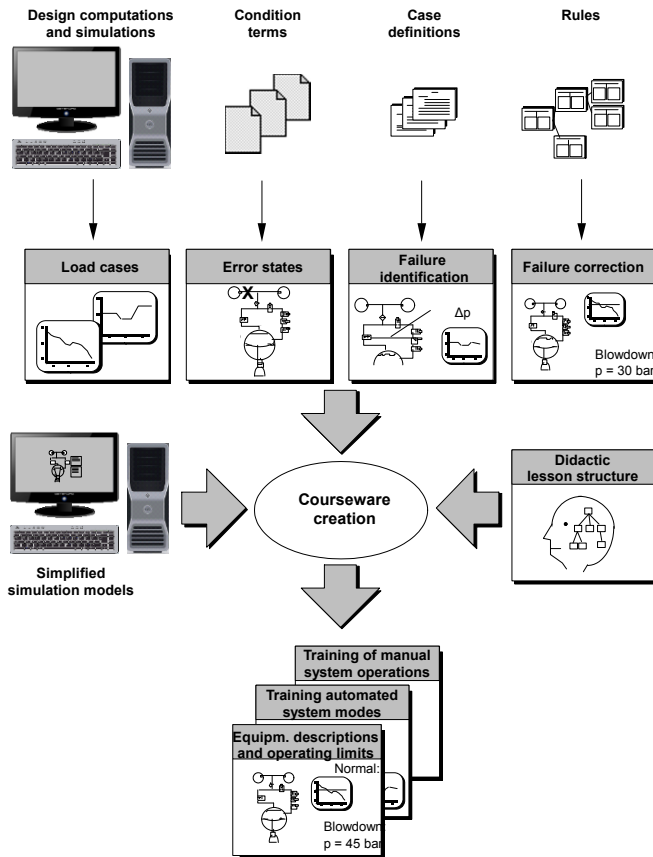 Design computations
and simulations
Condition
terms
Case
definitions
Rules
Load cases
Error states
X
Failure
identification
Δp
Failure correction
Blowdown
p = 30 bar
Simplified
simulation models
Courseware
creation
Didactic
lesson structure
Training of manual
system operations
Training automated
system modes
Equipm. descriptions
and operating limits
Normal:
Blowdown
p = 45 bar